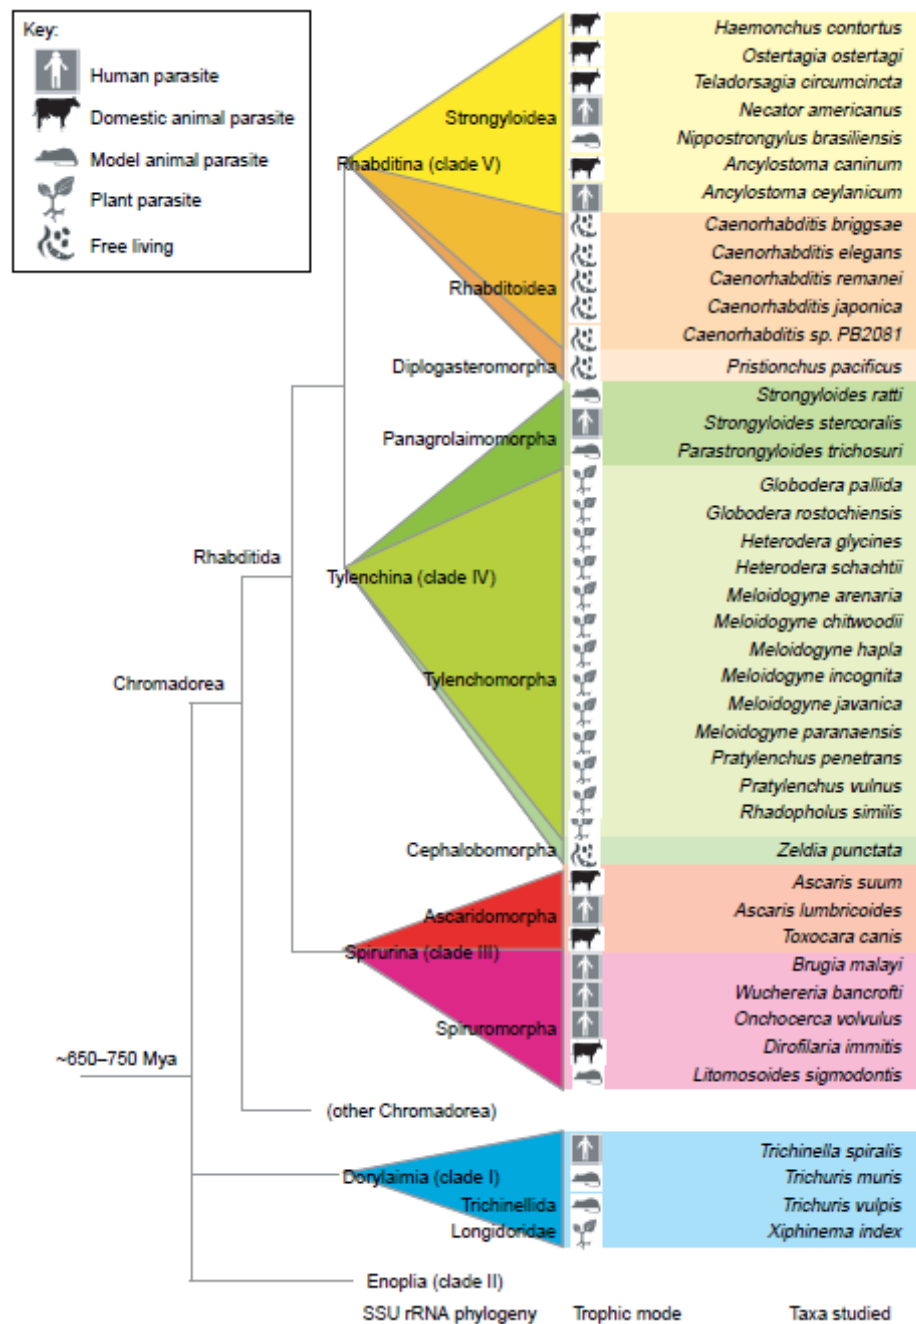 Key:
Human parasite
Domestic animal parasite
Model animal parasite
Plant parasite
Free living
Strongyloidea
Rhabditina (clade V)
Rhabditoidea
Diplogasteromorpha
Panagrolaimomorpha
Rhabditida
Tylenchina (clade IV)
Chromadorea
Tylenchomorpha
Cephalobomorpha
Ascaridomorpha
Spirurina (clade III)
Spiruromorpha
~650–750 Mya
(other Chromadorea)
Dorylaimia (clade I)
Trichinellida
Longidoridae
Enoplia (clade II)
Haemonchus contortus
Ostertagia ostertagi
Teladorsagia circumcincta
Necator americanus
Nippostrongylus brasiliensis
Ancylostoma caninum
Ancylostoma ceylanicum
Caenorhabditis briggsae
Caenorhabditis elegans
Caenorhabditis remanei
Caenorhabditis japonica
Caenorhabditis sp. PB2081
Pristionchus pacificus
Strongyloides ratti
Strongyloides stercoralis
Parastrongyloides trichosuri
Globodera pallida
Globodera rostochiensis
Heterodera glycines
Heterodera schachtii
Meloidogyne arenaria
Meloidogyne chitwoodii
Meloidogyne hapla
Meloidogyne incognita
Meloidogyne javanica
Meloidogyne paranaensis
Pratylenchus penetrans
Pratylenchus vulnus
Rhadopholus similis
Zeldia punctata
Ascaris suum
Ascaris lumbricoides
Toxocara canis
Brugia malayi
Wuchereria bancrofti
Onchocerca volvulus
Dirofilaria immitis
Litomosoides sigmodontis
Trichinella spiralis
Trichuris muris
Trichuris vulpis
Xiphinema index
SSU rRNA phylogeny Trophic mode Taxa studied